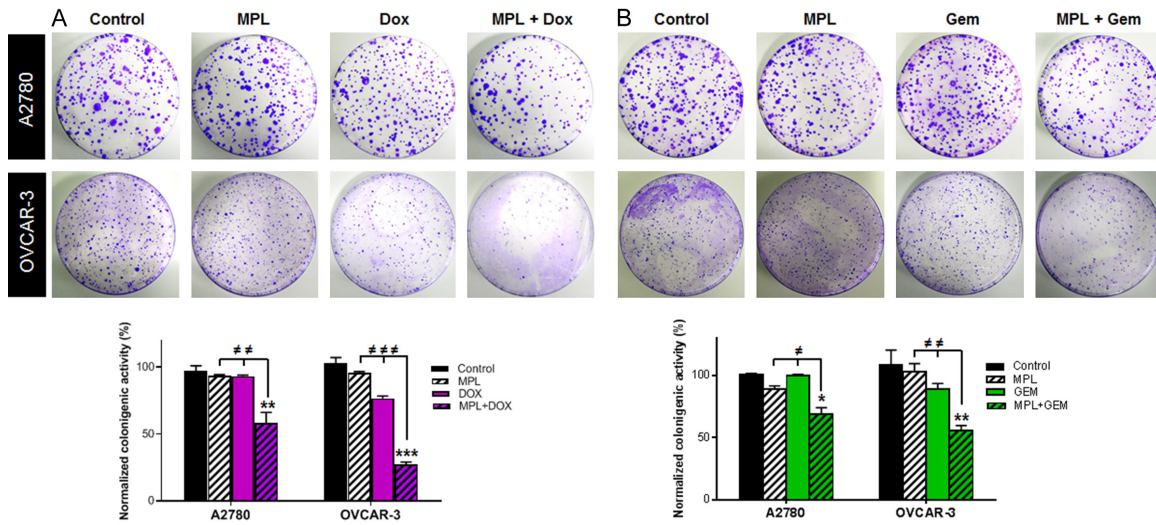 A
Control MPL Dox MPL + Dox
A2780
OVCAR-3
Normalized colonigenic activity (%)
100
50
0
≠ ≠
**
≠ ≠ ≠
***
A2780 OVCAR-3
Control
MPL
DOX
MPL+DOX
B
Control MPL Gem MPL + Gem
Normalized colonigenic activity (%)
100
50
0
≠
*
≠ ≠
**
A2780 OVCAR-3
Control
MPL
GEM
MPL+GEM